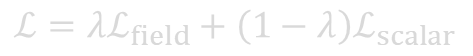 ℒ = λℒ_field + (1 − λ)ℒ_scalar